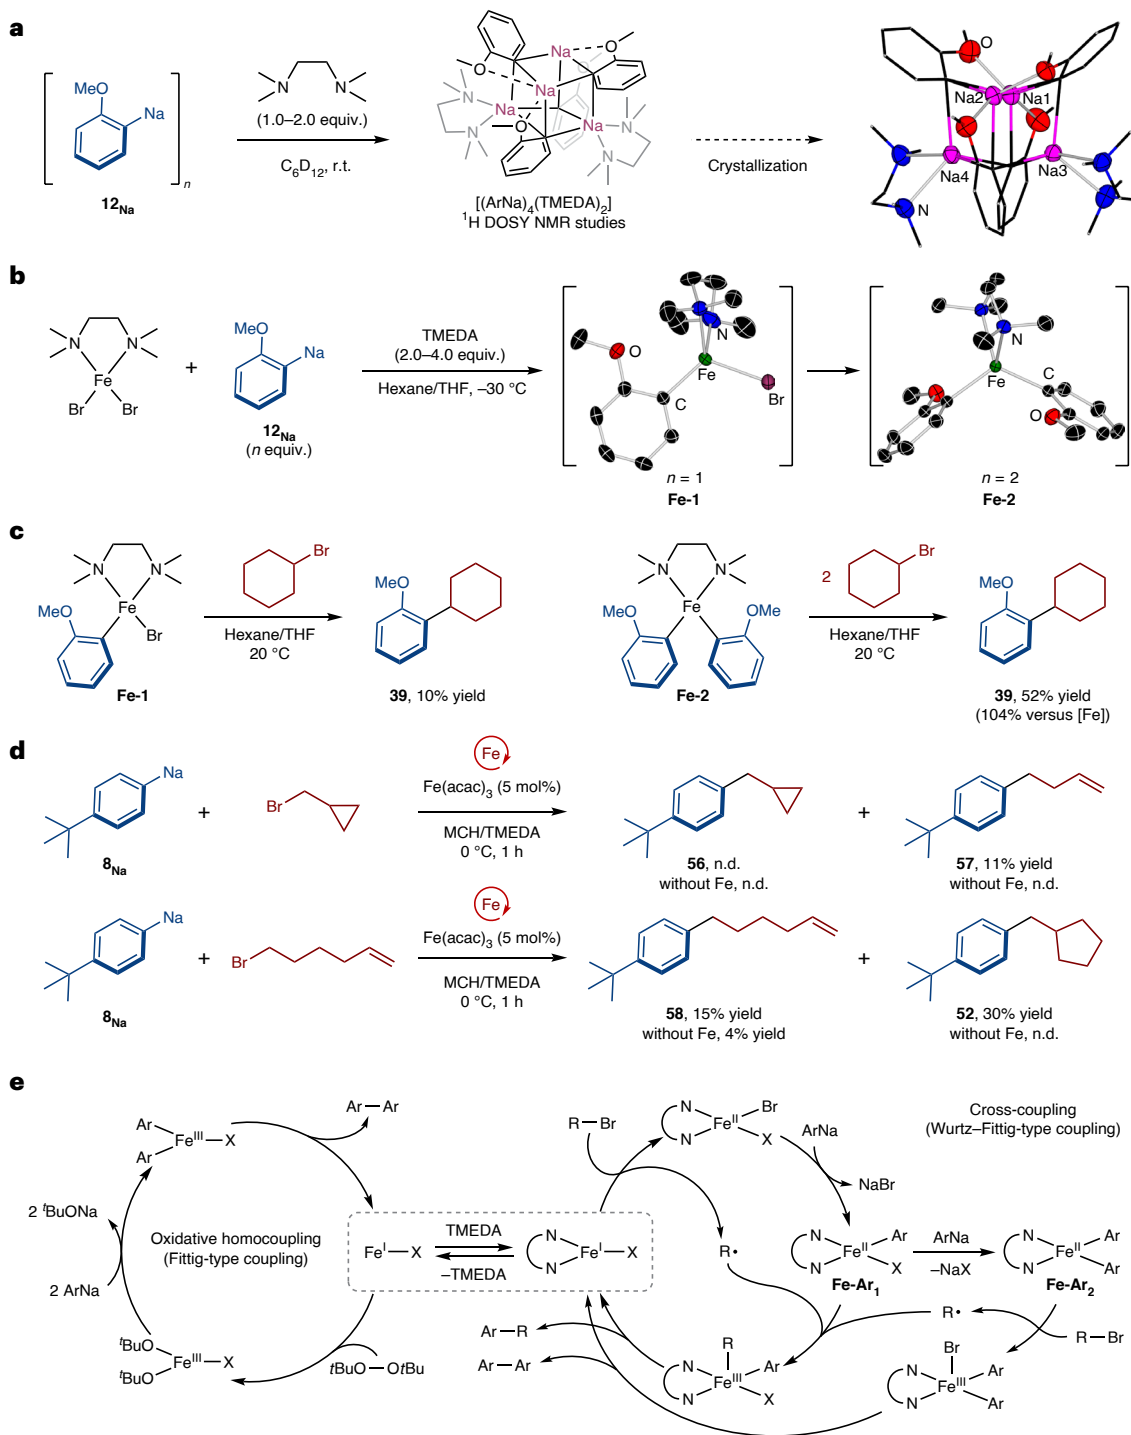 a
MeO
Na
n
12Na
N
N
(1.0–2.0 equiv.)
C6D12, r.t.
Na
O
O
O
Na
Na
Na
O
N
N
N
N
[(ArNa)4(TMEDA)2]
1H DOSY NMR studies
Crystallization
O
Na2
Na1
Na4
Na3
N
b
N
N
Fe
Br
Br
+
MeO
Na
12Na
(n equiv.)
TMEDA
(2.0–4.0 equiv.)
Hexane/THF, –30 °C
O
N
Fe
C
Br
n = 1
Fe-1
N
Fe
C
O
n = 2
Fe-2
c
N
N
Fe
MeO
Br
Fe-1
Br
Hexane/THF
20 °C
MeO
39, 10% yield
N
N
Fe
MeO
OMe
Fe-2
2
Br
Hexane/THF
20 °C
MeO
39, 52% yield
(104% versus [Fe])
d
Na
8Na
+
Br
Fe
Fe(acac)3 (5 mol%)
MCH/TMEDA
0 °C, 1 h
56, n.d.
without Fe, n.d.
+
57, 11% yield
without Fe, n.d.
Na
8Na
+
Br
Fe
Fe(acac)3 (5 mol%)
MCH/TMEDA
0 °C, 1 h
58, 15% yield
without Fe, 4% yield
+
52, 30% yield
without Fe, n.d.
e
Ar
Ar
FeIII
X
Ar–Ar
2 tBuONa
2 ArNa
Oxidative homocoupling
(Fittig-type coupling)
tBuO
tBuO
FeIII
X
tBuO–OtBu
FeI–X
TMEDA
–TMEDA
N
N
FeI–X
R–Br
N
N
FeII
Br
X
ArNa
NaBr
Cross-coupling
(Wurtz–Fittig-type coupling)
R•
N
N
FeII
Ar
X
Fe-Ar1
ArNa
–NaX
N
N
FeII
Ar
Ar
Fe-Ar2
R•
R–Br
Ar–R
Ar–Ar
R
N
N
FeIII
Ar
X
Br
N
N
FeIII
Ar
Ar